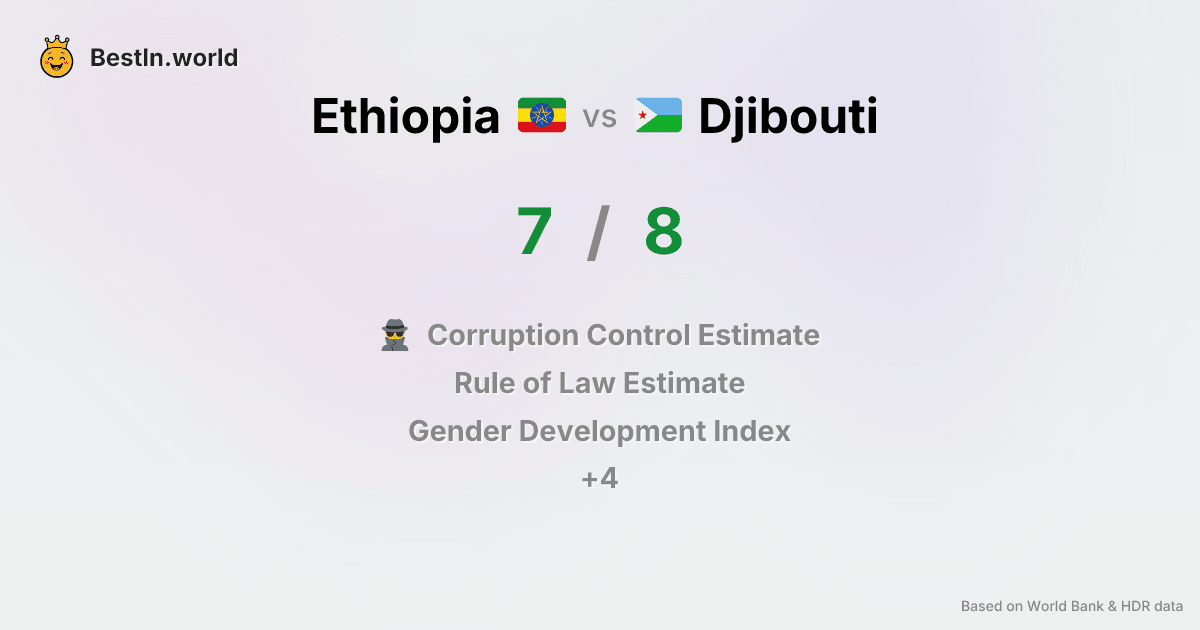 BestIn.world
Ethiopia vs Djibouti
7 / 8
Corruption Control Estimate
Rule of Law Estimate
Gender Development Index
+4
Based on World Bank & HDR data